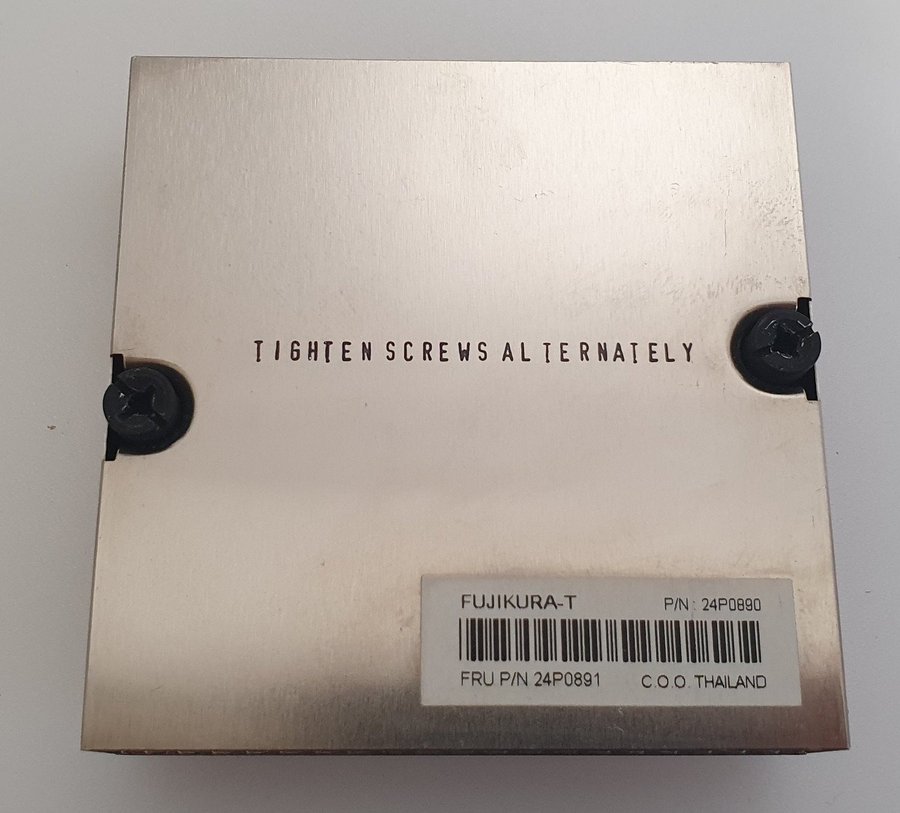 TIGHTEN SCREWS ALTERNATELY
FUJIKURA-T P/N : 24P0890
FRU P/N 24P0891 C.O.O. THAILAND